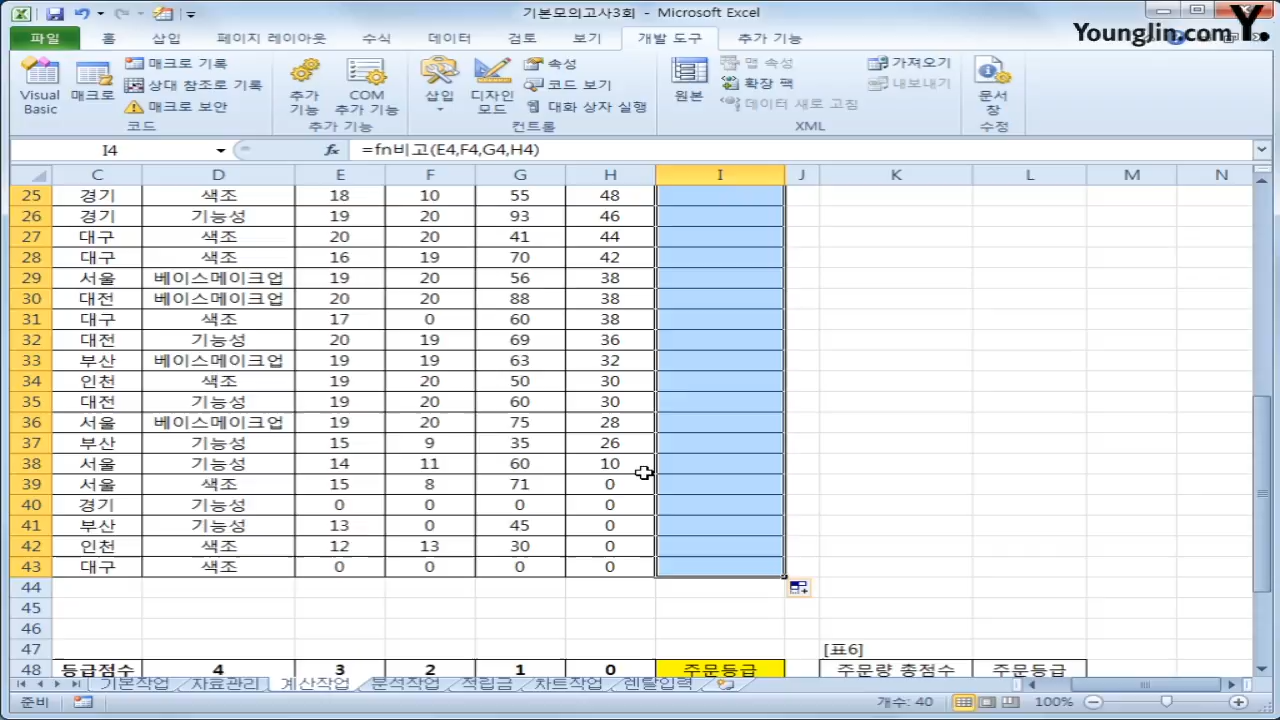 기본모의고사3회 - Microsoft Excel
YoungJin.com Y.
파일 홈 삽입 페이지 레이아웃 수식 데이터 검토 보기 개발 도구 추가 기능
Visual Basic
매크로
매크로 기록
상대 참조로 기록
매크로 보안
코드
추가 기능
COM 추가 기능
추가 기능
삽입
디자인 모드
속성
코드 보기
대화 상자 실행
컨트롤
원본
맵 속성
확장 팩
데이터 새로 고침
가져오기
내보내기
XML
문서 창
수정
I4 fx =fn비고(E4,F4,G4,H4)
C D E F G H I J K L M N
25 경기 색조 18 10 55 48
26 경기 기능성 19 20 93 46
27 대구 색조 20 20 41 44
28 대구 색조 16 19 70 42
29 서울 베이스메이크업 19 20 56 38
30 대전 베이스메이크업 20 20 88 38
31 대구 색조 17 0 60 38
32 대전 기능성 20 19 69 36
33 부산 베이스메이크업 19 19 63 32
34 인천 색조 19 20 50 30
35 대전 기능성 19 20 60 30
36 서울 베이스메이크업 19 20 75 28
37 부산 기능성 15 9 35 26
38 서울 기능성 14 11 60 10
39 서울 색조 15 8 71 0
40 경기 기능성 0 0 0 0
41 부산 기능성 13 0 45 0
42 인천 색조 12 13 30 0
43 대구 색조 0 0 0 0
44
45
46
47 [표6]
48 등급점수 4 3 2 1 0 주문등급 주문량 총점수 주문등급
기본작업 자료관리 계산작업 분석작업 적립금 차트작업 렌탈입력
준비 개수: 40 100%